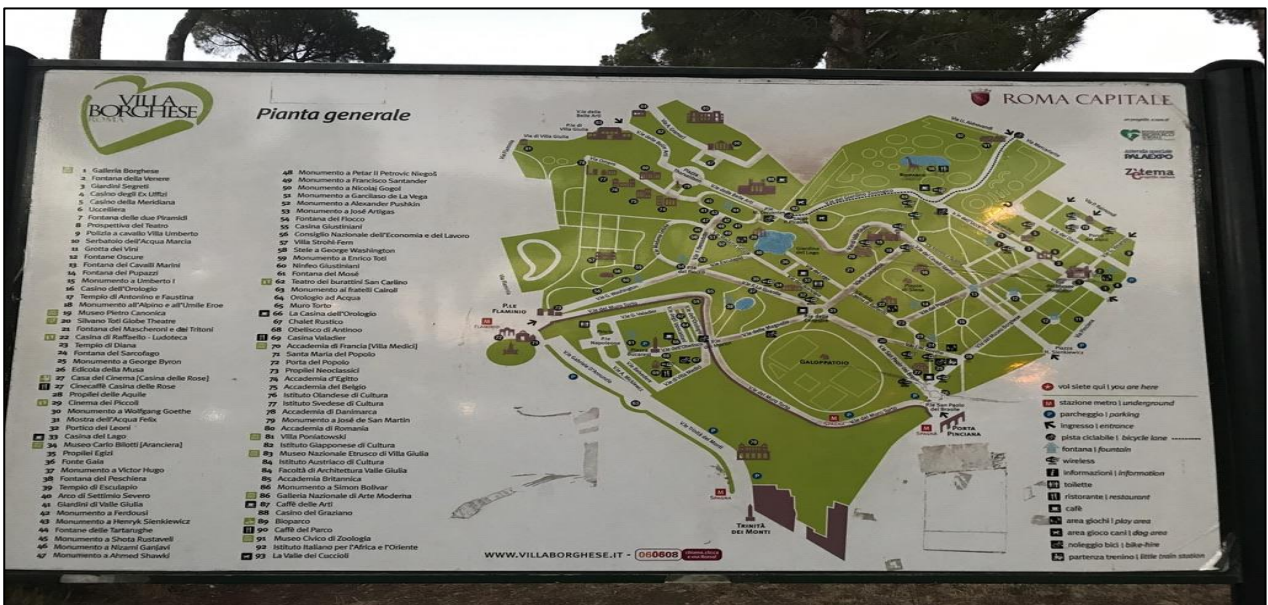 VILLA
BORGHESE
ROMA
Pianta generale
ROMA CAPITALE
PALAEXPO
Zètema
1 Galleria Borghese
2 Fontana della Venere
3 Giardini Segreti
4 Casino degli Ex Uffizi
5 Casino della Meridiana
6 Uccelliera
7 Fontana delle due Piramidi
8 Prospettiva del Teatro
9 Polizia a cavallo Villa Umberto
10 Serbatoio dell'Acqua Marcia
11 Grotta dei Vini
12 Fontane Oscure
13 Fontana dei Cavalli Marini
14 Fontana dei Pupazzi
15 Monumento a Umberto I
16 Casino dell'Orologio
17 Tempio di Antonino e Faustina
18 Monumento all'Alpino e all'Umile Eroe
19 Museo Pietro Canonica
20 Silvano Toti Globe Theatre
21 Fontana dei Mascheroni e dei Tritoni
22 Casina di Raffaello - Ludoteca
23 Tempio di Diana
24 Fontana del Sarcofago
25 Monumento a George Byron
26 Edicola della Musa
27 Casa del Cinema [Casina delle Rose]
27 Cinecaffè Casina delle Rose
28 Propilei delle Aquile
29 Cinema dei Piccoli
30 Monumento a Wolfgang Goethe
31 Mostra dell'Acqua Felix
32 Portico dei Leoni
33 Casina del Lago
34 Museo Carlo Bilotti [Aranciera]
35 Propilei Egizi
36 Fonte Gaia
37 Monumento a Victor Hugo
38 Fontana del Peschiera
39 Tempio di Esculapio
40 Arco di Settimio Severo
41 Giardini di Valle Giulia
42 Monumento a Ferdousi
43 Monumento a Henryk Sienkiewicz
44 Fontane delle Tartarughe
45 Monumento a Shota Rustaveli
46 Monumento a Nizami Ganjavi
47 Monumento a Ahmed Shawki
48 Monumento a Petar II Petrovic Niegoš
49 Monumento a Francisco Santander
50 Monumento a Nicolaj Gogol
51 Monumento a Garcilaso de La Vega
52 Monumento a Alexander Pushkin
53 Monumento a José Artigas
54 Fontana del Fiocco
55 Casina Giustiniani
56 Consiglio Nazionale dell'Economia e del Lavoro
57 Villa Strohl-Fern
58 Stele a George Washington
59 Monumento a Enrico Toti
60 Ninfeo Giustiniani
61 Fontana del Mosè
62 Teatro dei burattini San Carlino
63 Monumento ai fratelli Cairoli
64 Orologio ad Acqua
65 Muro Torto
66 La Casina dell'Orologio
67 Chalet Rustico
68 Obelisco di Antinoo
69 Casina Valadier
70 Accademia di Francia [Villa Medici]
71 Santa Maria del Popolo
72 Porta del Popolo
73 Propilei Neoclassici
74 Accademia d'Egitto
75 Accademia del Belgio
76 Istituto Olandese di Cultura
77 Istituto Svedese di Cultura
78 Accademia di Danimarca
79 Monumento a José de San Martin
80 Accademia di Romania
81 Villa Poniatowski
82 Istituto Giapponese di Cultura
83 Museo Nazionale Etrusco di Villa Giulia
84 Istituto Austriaco di Cultura
84 Facoltà di Architettura Valle Giulia
85 Accademia Britannica
86 Monumento a Simon Bolivar
86 Galleria Nazionale di Arte Moderna
87 Caffè delle Arti
88 Casino del Graziano
89 Bioparco
90 Caffè del Parco
91 Museo Civico di Zoologia
92 Istituto Italiano per l'Africa e l'Oriente
93 La Valle dei Cuccioli
P.LE
FLAMINIO
FLAMINIO
GALOPPATOIO
P.le San Paolo
del Brasile
PORTA
PINCIANA
SPAGNA
SPAGNA
TRINITÀ
DEI MONTI
Piazza
Sienkiewicz
voi siete qui | you are here
stazione metro | underground
parcheggio | parking
ingresso | entrance
pista ciclabile | bicycle lane
fontana | fountain
wireless
informazioni | information
toilette
ristorante | restaurant
cafè
area giochi | play area
area gioco cani | dog area
noleggio bici | bike-hire
partenza trenino | little train station
WWW.VILLABORGHESE.IT - 060608